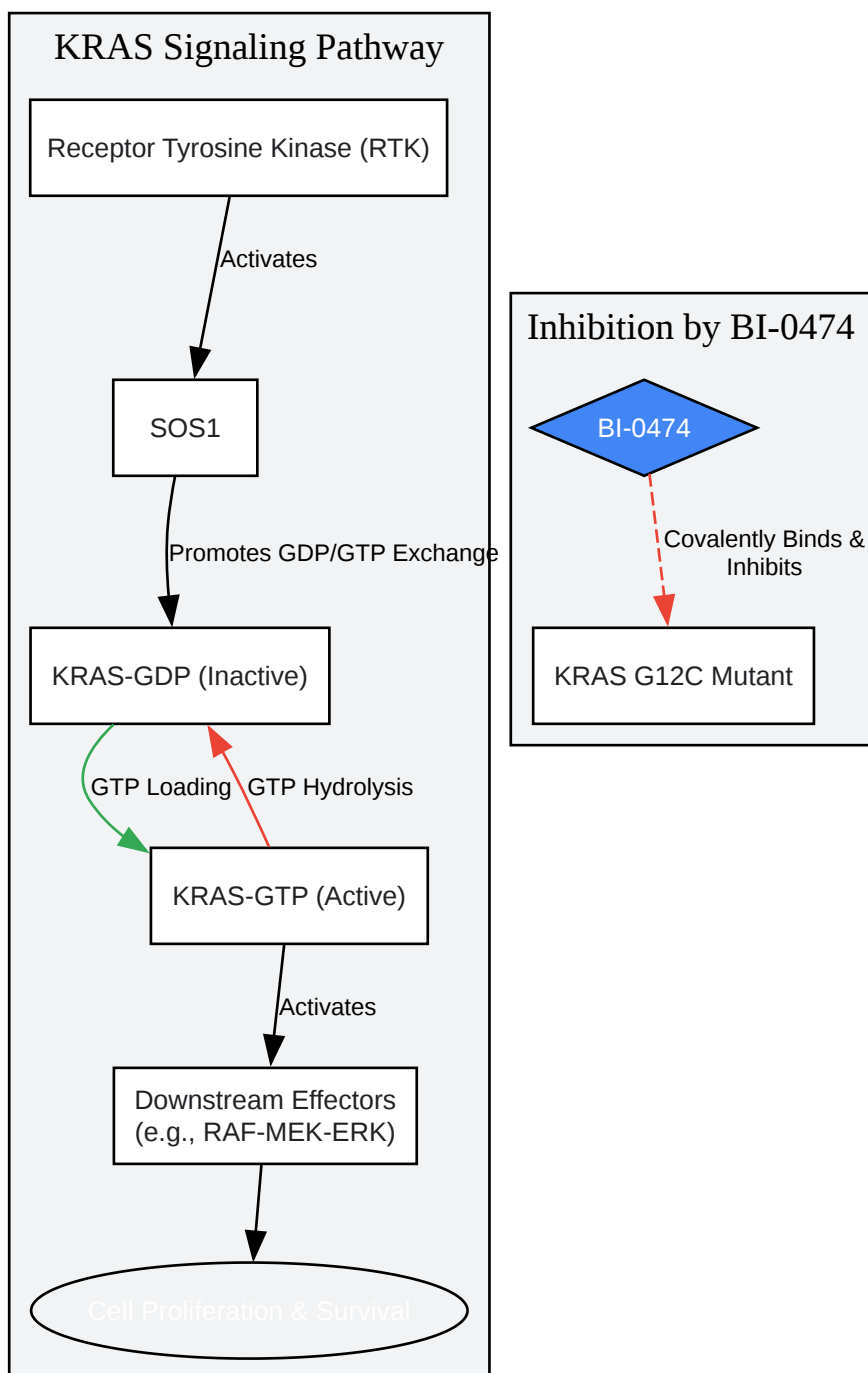 KRAS Signaling Pathway
Receptor Tyrosine Kinase (RTK)
Activates
SOS1
Promotes GDP/GTP Exchange
KRAS-GDP (Inactive)
GTP Loading
GTP Hydrolysis
KRAS-GTP (Active)
Activates
Downstream Effectors
(e.g., RAF-MEK-ERK)
Cell Proliferation & Survival
Inhibition by BI-0474
BI-0474
Covalently Binds &
Inhibits
KRAS G12C Mutant